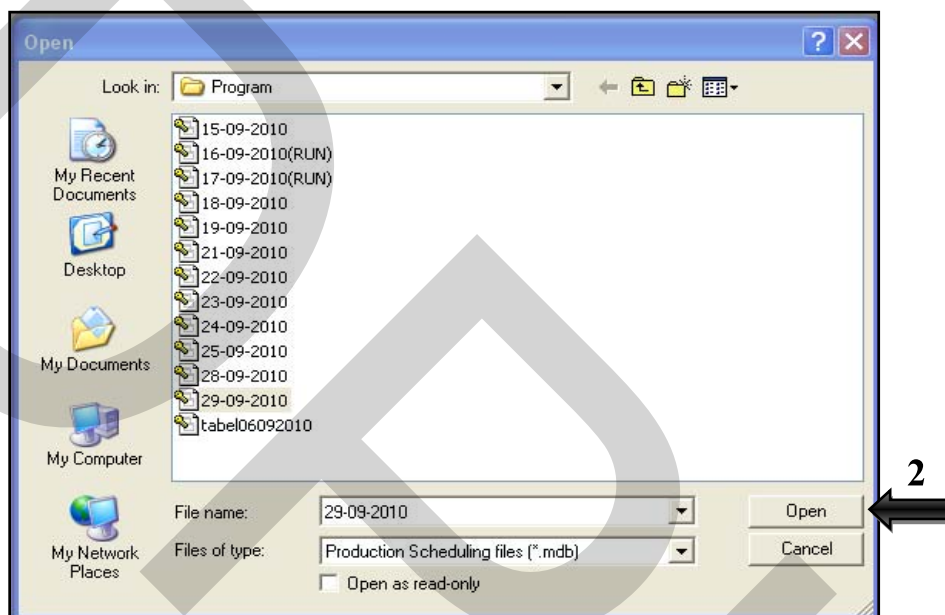 Open
Look in: Program
15-09-2010
16-09-2010(RUN)
17-09-2010(RUN)
18-09-2010
19-09-2010
21-09-2010
22-09-2010
23-09-2010
24-09-2010
25-09-2010
28-09-2010
29-09-2010
tabel06092010
My Recent
Documents
Desktop
My Documents
My Computer
My Network
Places
File name: 29-09-2010 Open
Files of type: Production Scheduling files (*.mdb) Cancel
Open as read-only
2